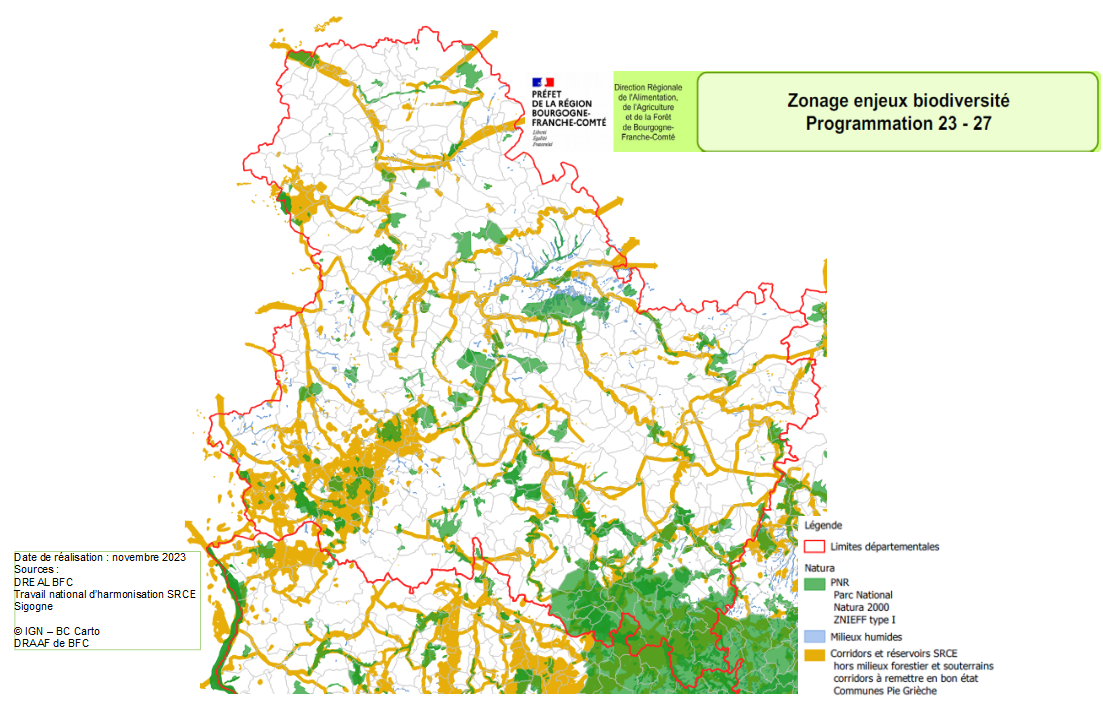 PRÉFET
DE LA RÉGION
BOURGOGNE-
FRANCHE-COMTÉ
Liberté
Égalité
Fraternité
Direction Régionale
de l'Alimentation,
de l'Agriculture
et de la Forêt
de Bourgogne-
Franche-Comté
Zonage enjeux biodiversité
Programmation 23 - 27
Légende
Limites départementales
Natura
PNR
Parc National
Natura 2000
ZNIEFF type I
Milieux humides
Corridors et réservoirs SRCE
hors milieu forestier et souterrains
corridors à remettre en bon état
Communes Pie Grièche
Date de réalisation : novembre 2023
Sources :
DREAL BFC
Travail national d'harmonisation SRCE
Sigogne
© IGN – BC Carto
DRAAF de BFC